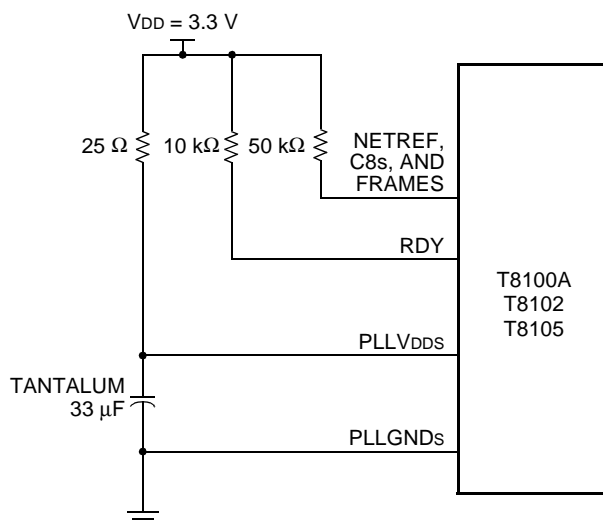 VDD = 3.3 V
25 Ω
10 kΩ
50 kΩ
NETREF,
C8s, AND
FRAMES
RDY
T8100A
T8102
T8105
PLLVDDS
TANTALUM
33 μF
PLLGNDs